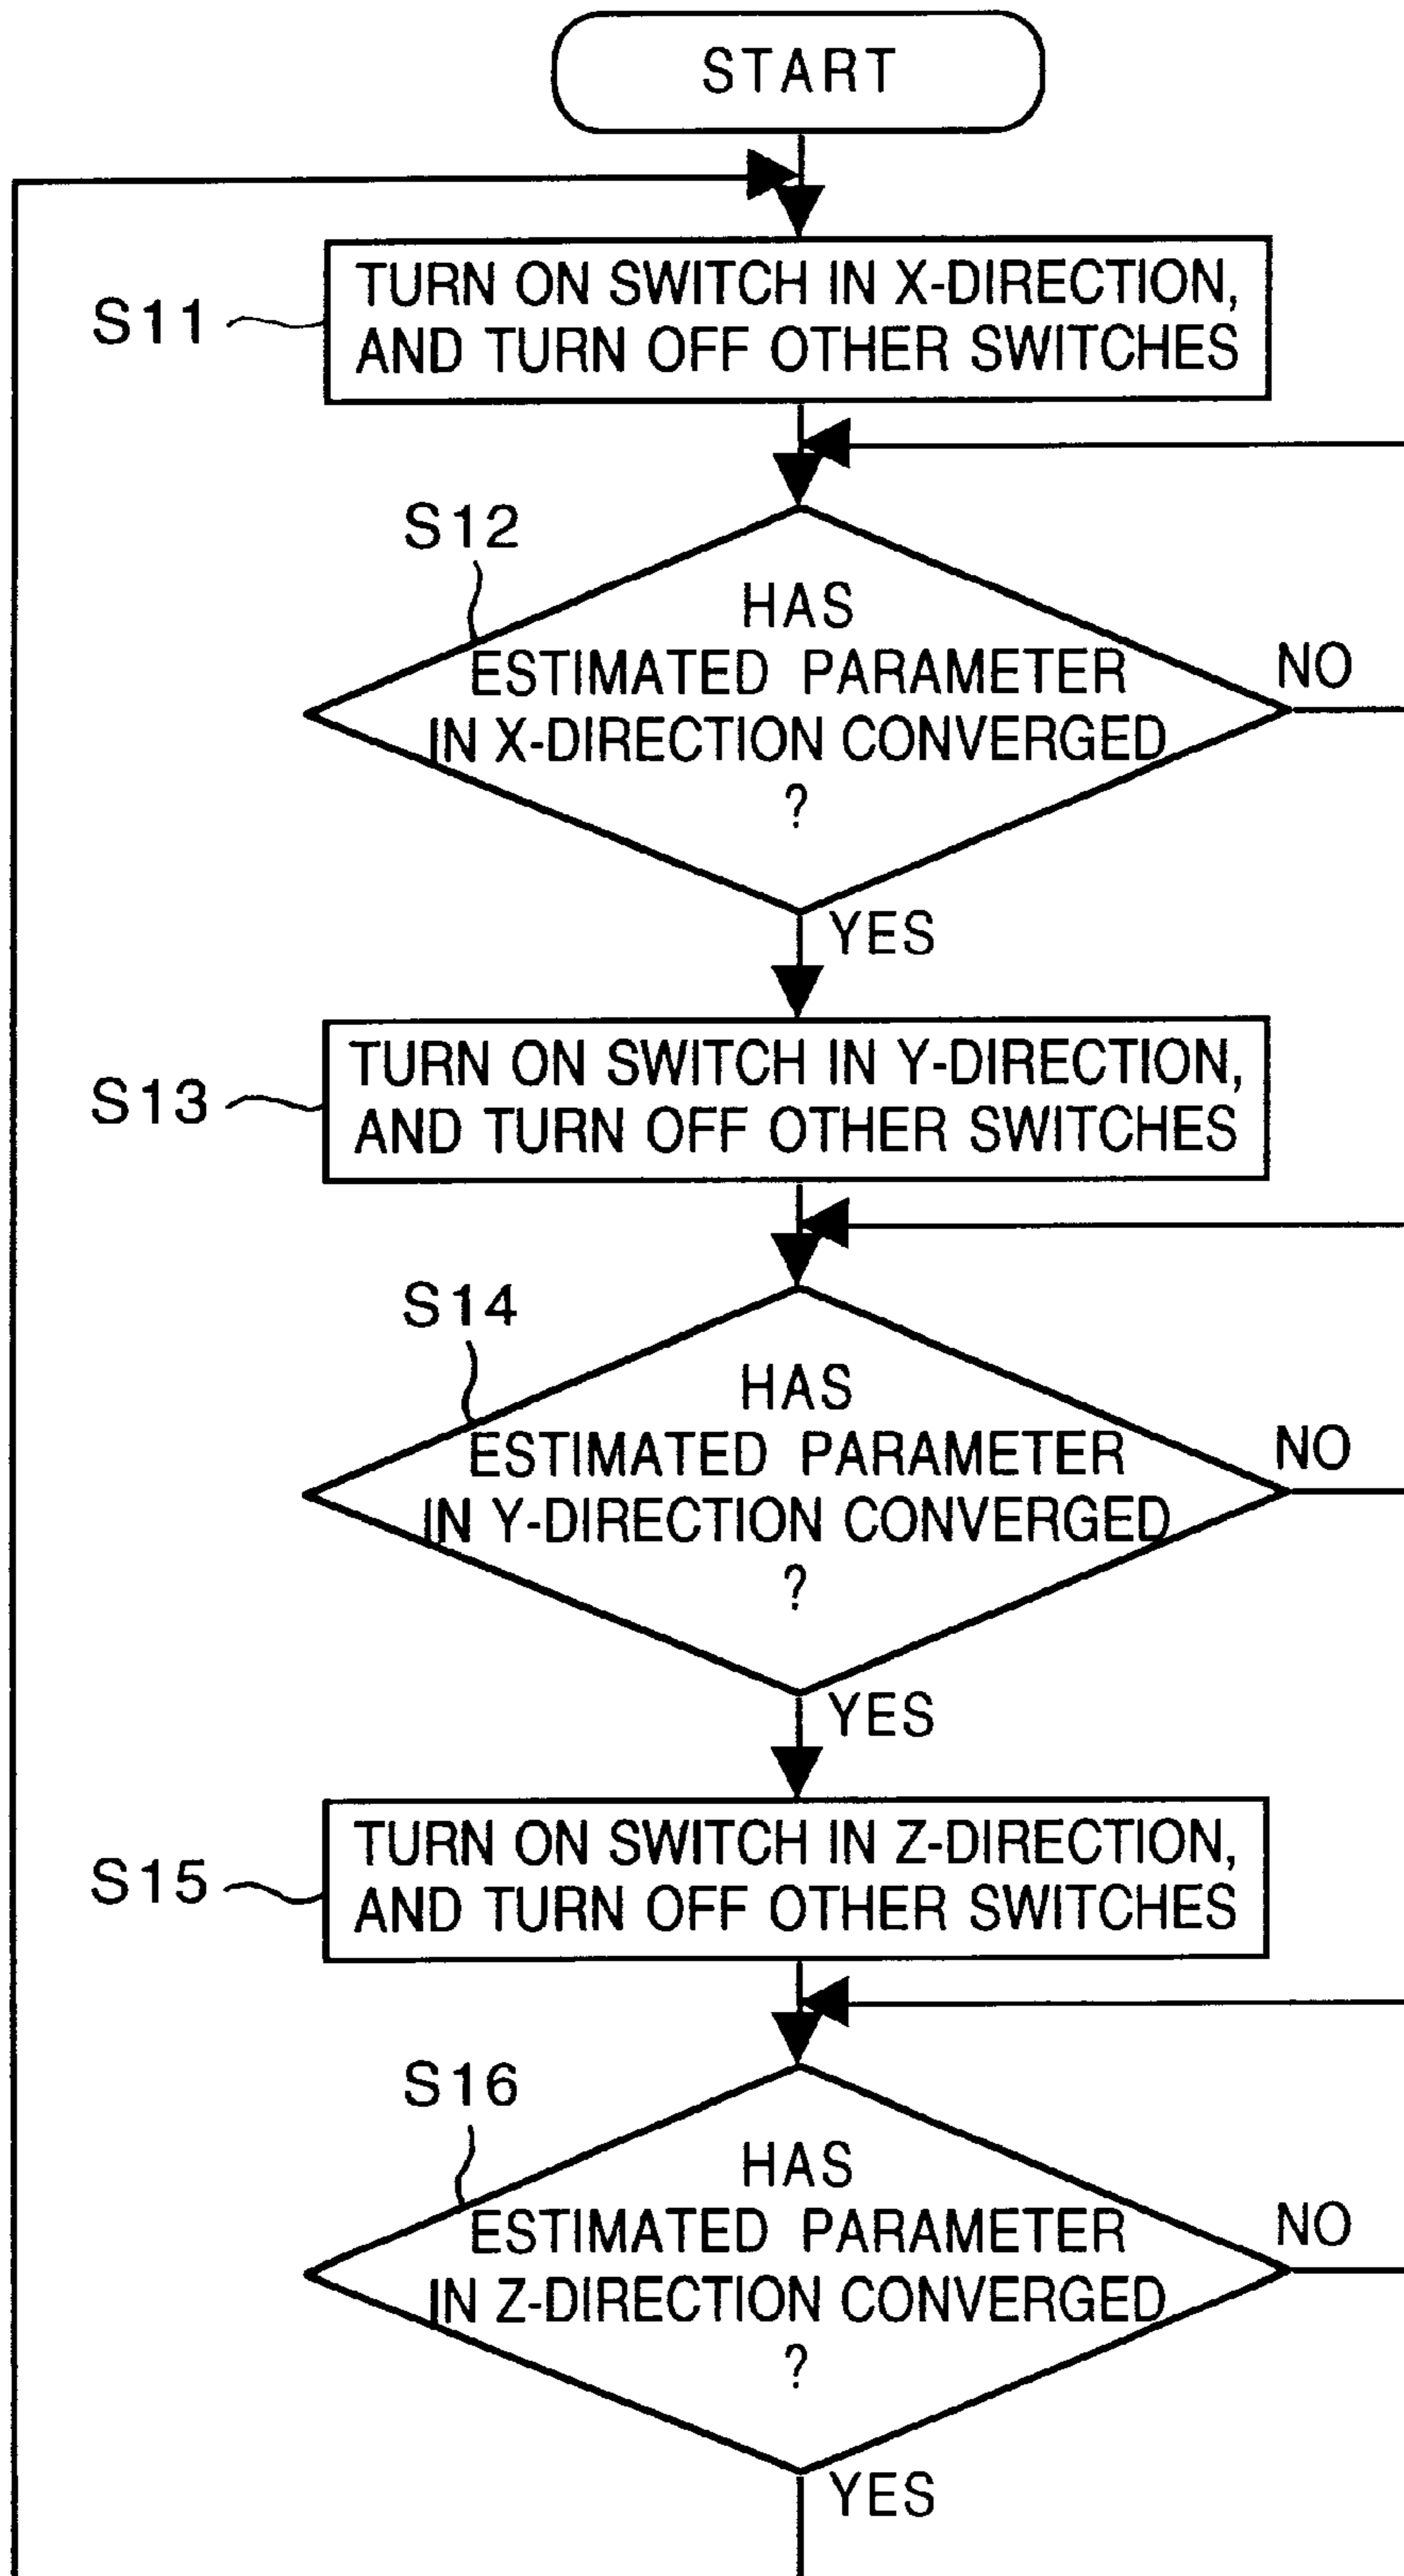 START
S11
TURN ON SWITCH IN X-DIRECTION,
AND TURN OFF OTHER SWITCHES
S12
HAS
ESTIMATED PARAMETER
IN X-DIRECTION CONVERGED
?
NO
YES
S13
TURN ON SWITCH IN Y-DIRECTION,
AND TURN OFF OTHER SWITCHES
S14
HAS
ESTIMATED PARAMETER
IN Y-DIRECTION CONVERGED
?
NO
YES
S15
TURN ON SWITCH IN Z-DIRECTION,
AND TURN OFF OTHER SWITCHES
S16
HAS
ESTIMATED PARAMETER
IN Z-DIRECTION CONVERGED
?
NO
YES